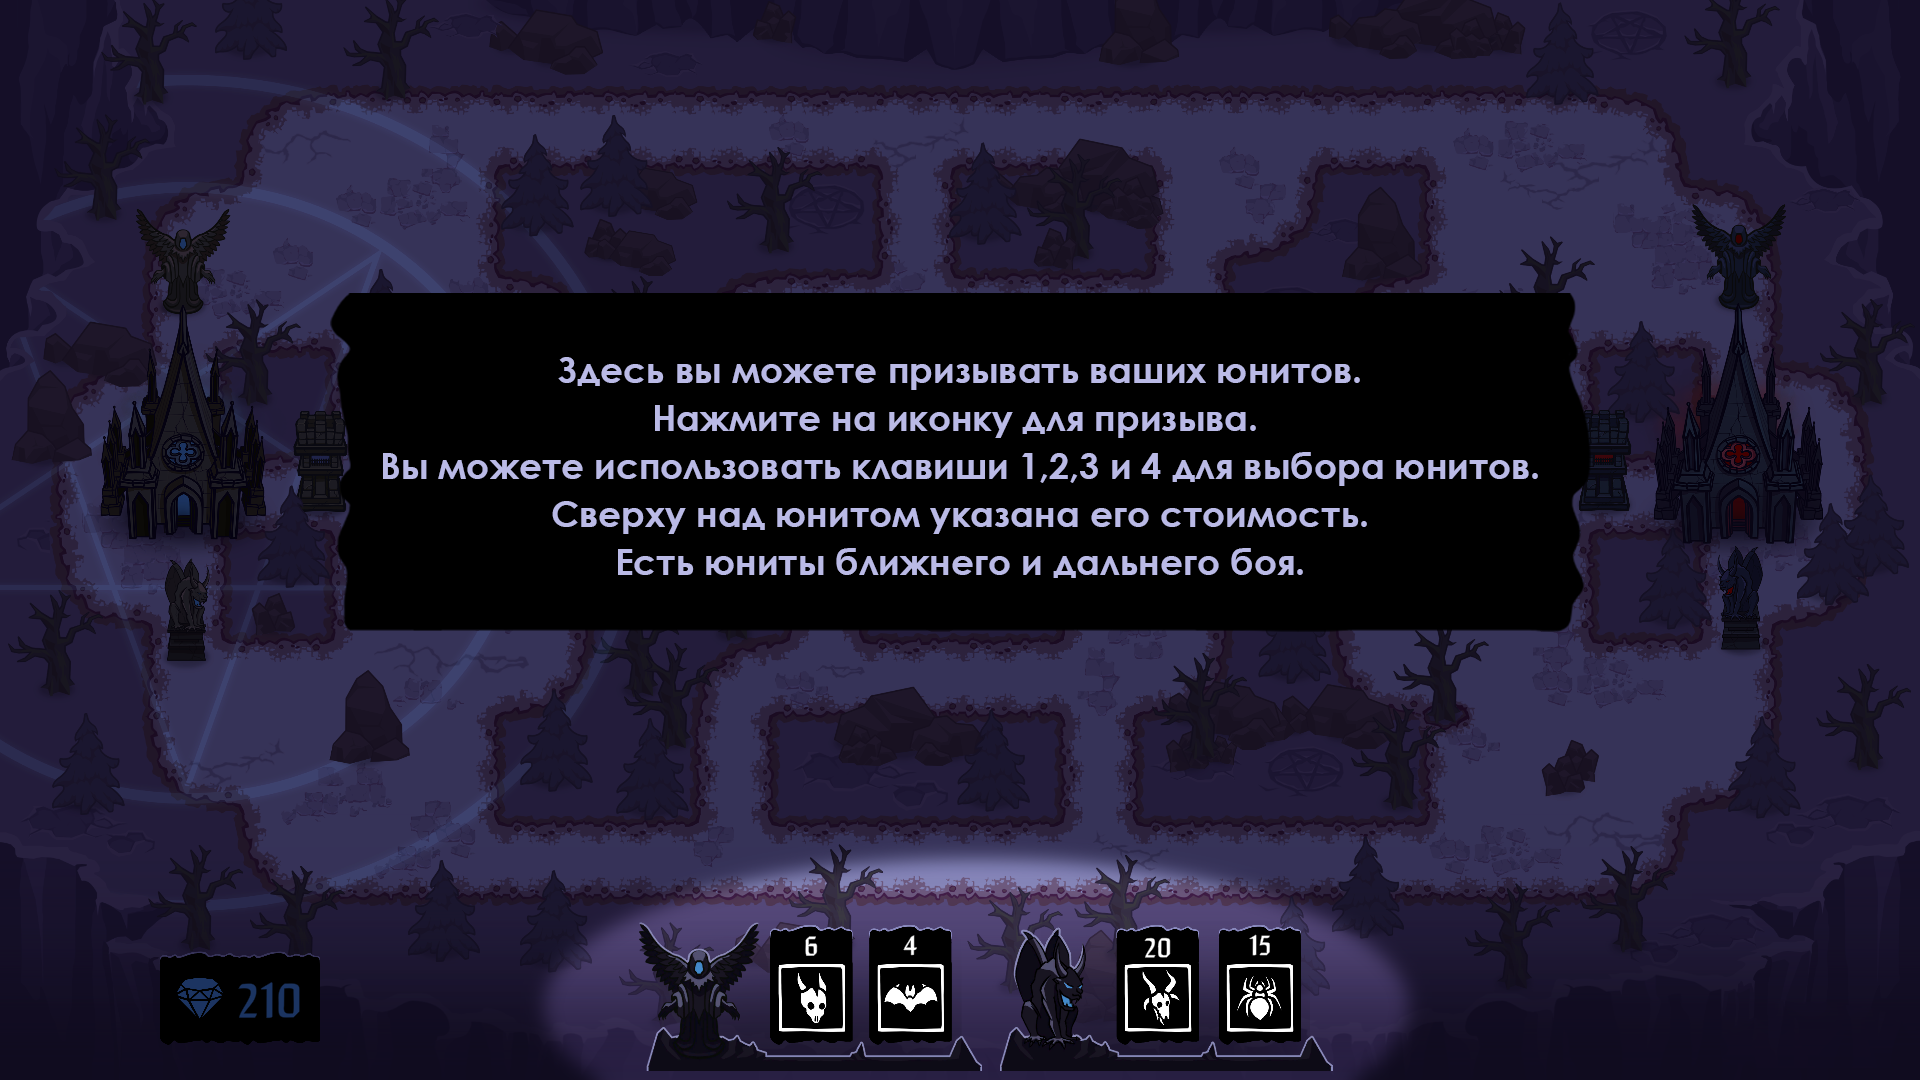 Здесь вы можете призывать ваших юнитов.
Нажмите на иконку для призыва.
Вы можете использовать клавиши 1,2,3 и 4 для выбора юнитов.
Сверху над юнитом указана его стоимость.
Есть юниты ближнего и дальнего боя.
6 4 20 15
210